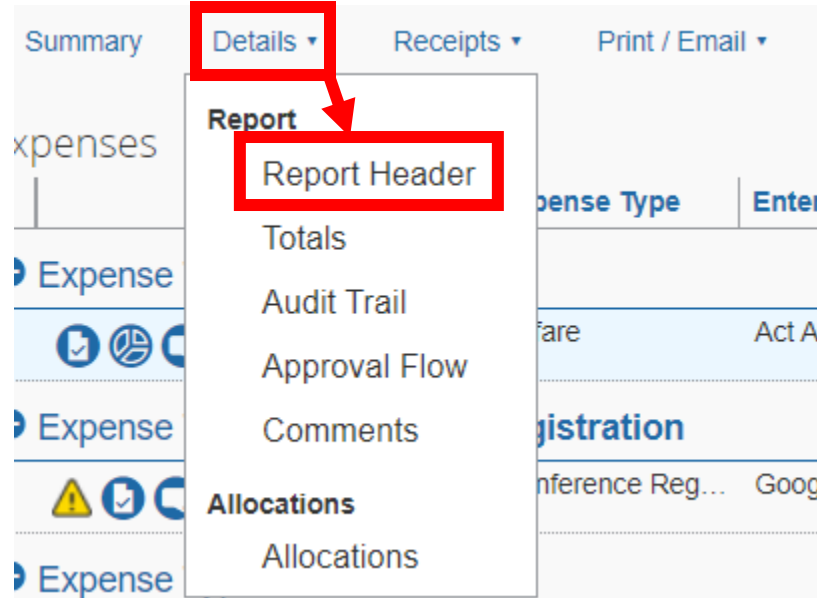 Summary Details Receipts Print / Email
Report
xpenses
Report Header
pense Type Enter
Totals
Expense
Audit Trail
fare Act A
Approval Flow
Expense gistration
Comments
nference Reg... Goog
Allocations
Allocations
Expense